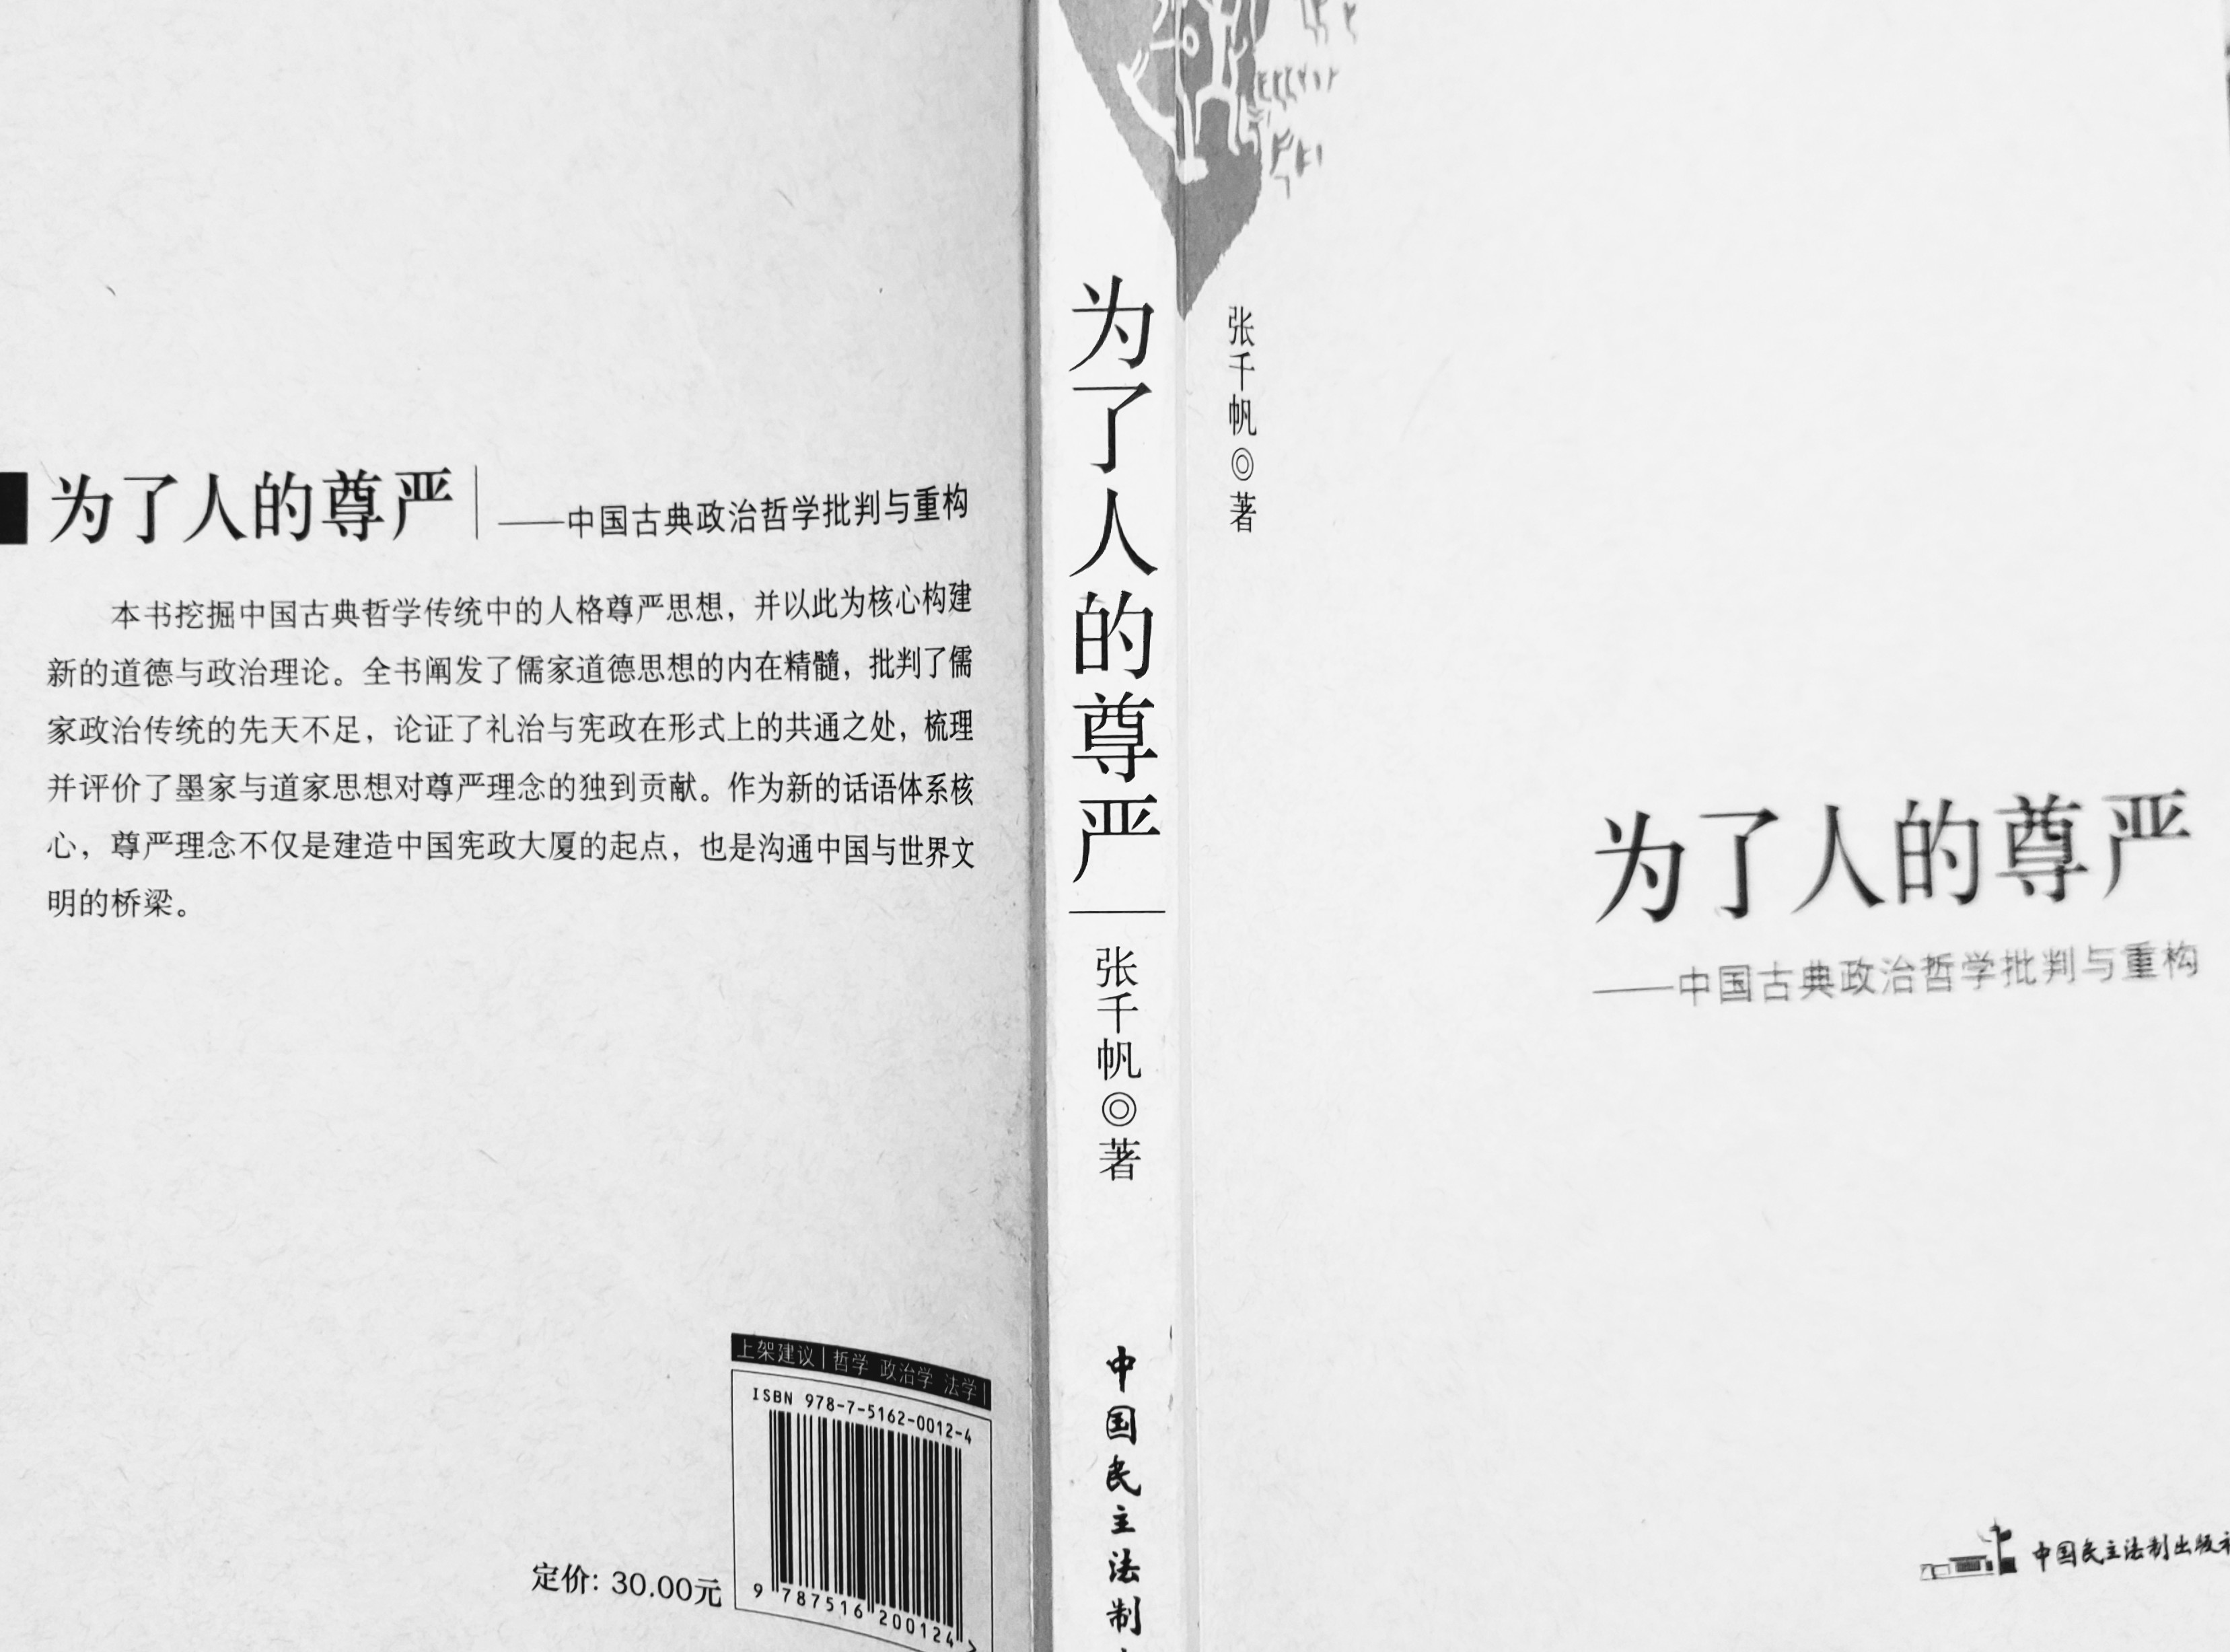 为了人的尊严
——中国古典政治哲学批判与重构
本书挖掘中国古典哲学传统中的人格尊严思想，并以此为核心构建
新的道德与政治理论。全书阐发了儒家道德思想的内在精髓，批判了儒
家政治传统的先天不足，论证了礼治与宪政在形式上的共通之处，梳理
并评价了墨家与道家思想对尊严理念的独到贡献。作为新的话语体系核
心，尊严理念不仅是建造中国宪政大厦的起点，也是沟通中国与世界文
明的桥梁。
上架建议|哲学 政治学 法学|
ISBN 978-7-5162-0012-4
9 787516 200124 >
定价: 30.00元
为了人的尊严
张千帆◎著
中国民主法制
张千帆◎著
为了人的尊严
——中国古典政治哲学批判与重构
中国民主法制出版社